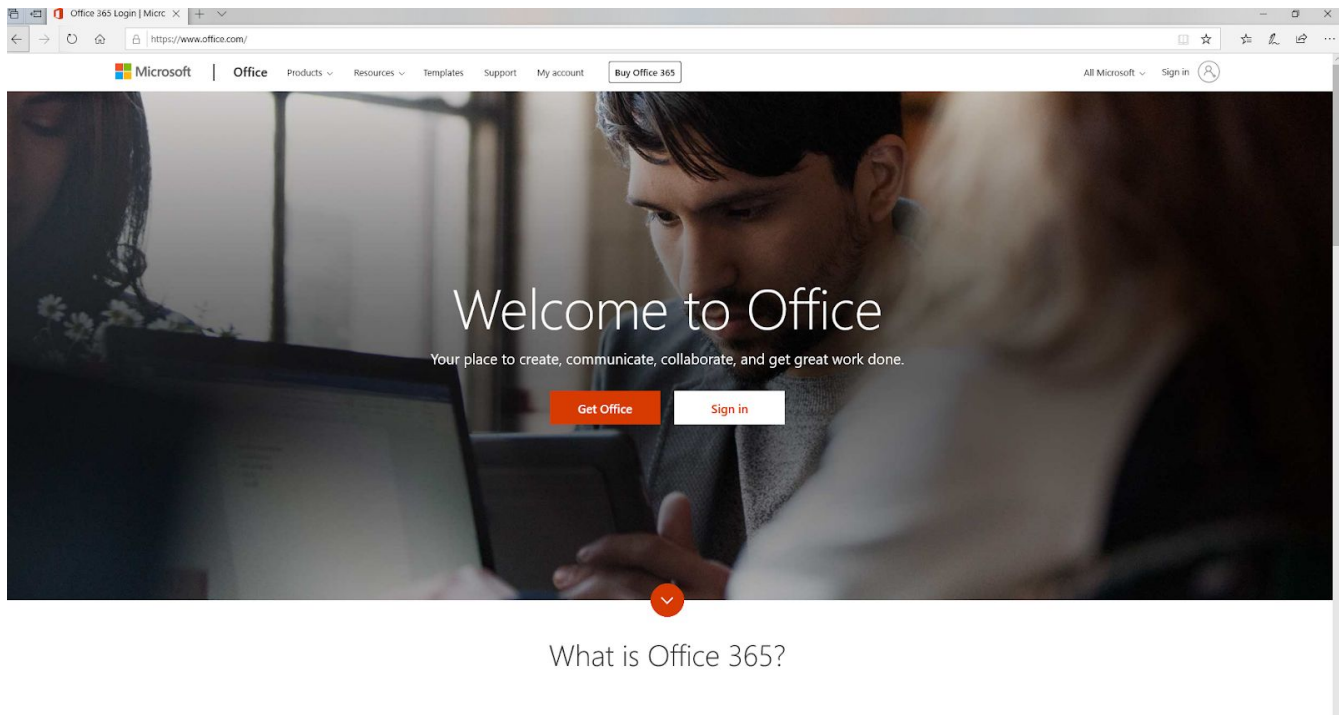 Office 365 Login | Micrc
https://www.office.com/
Microsoft Office Products Resources Templates Support My account Buy Office 365 All Microsoft Sign in
Welcome to Office
Your place to create, communicate, collaborate, and get great work done.
Get Office Sign in
What is Office 365?